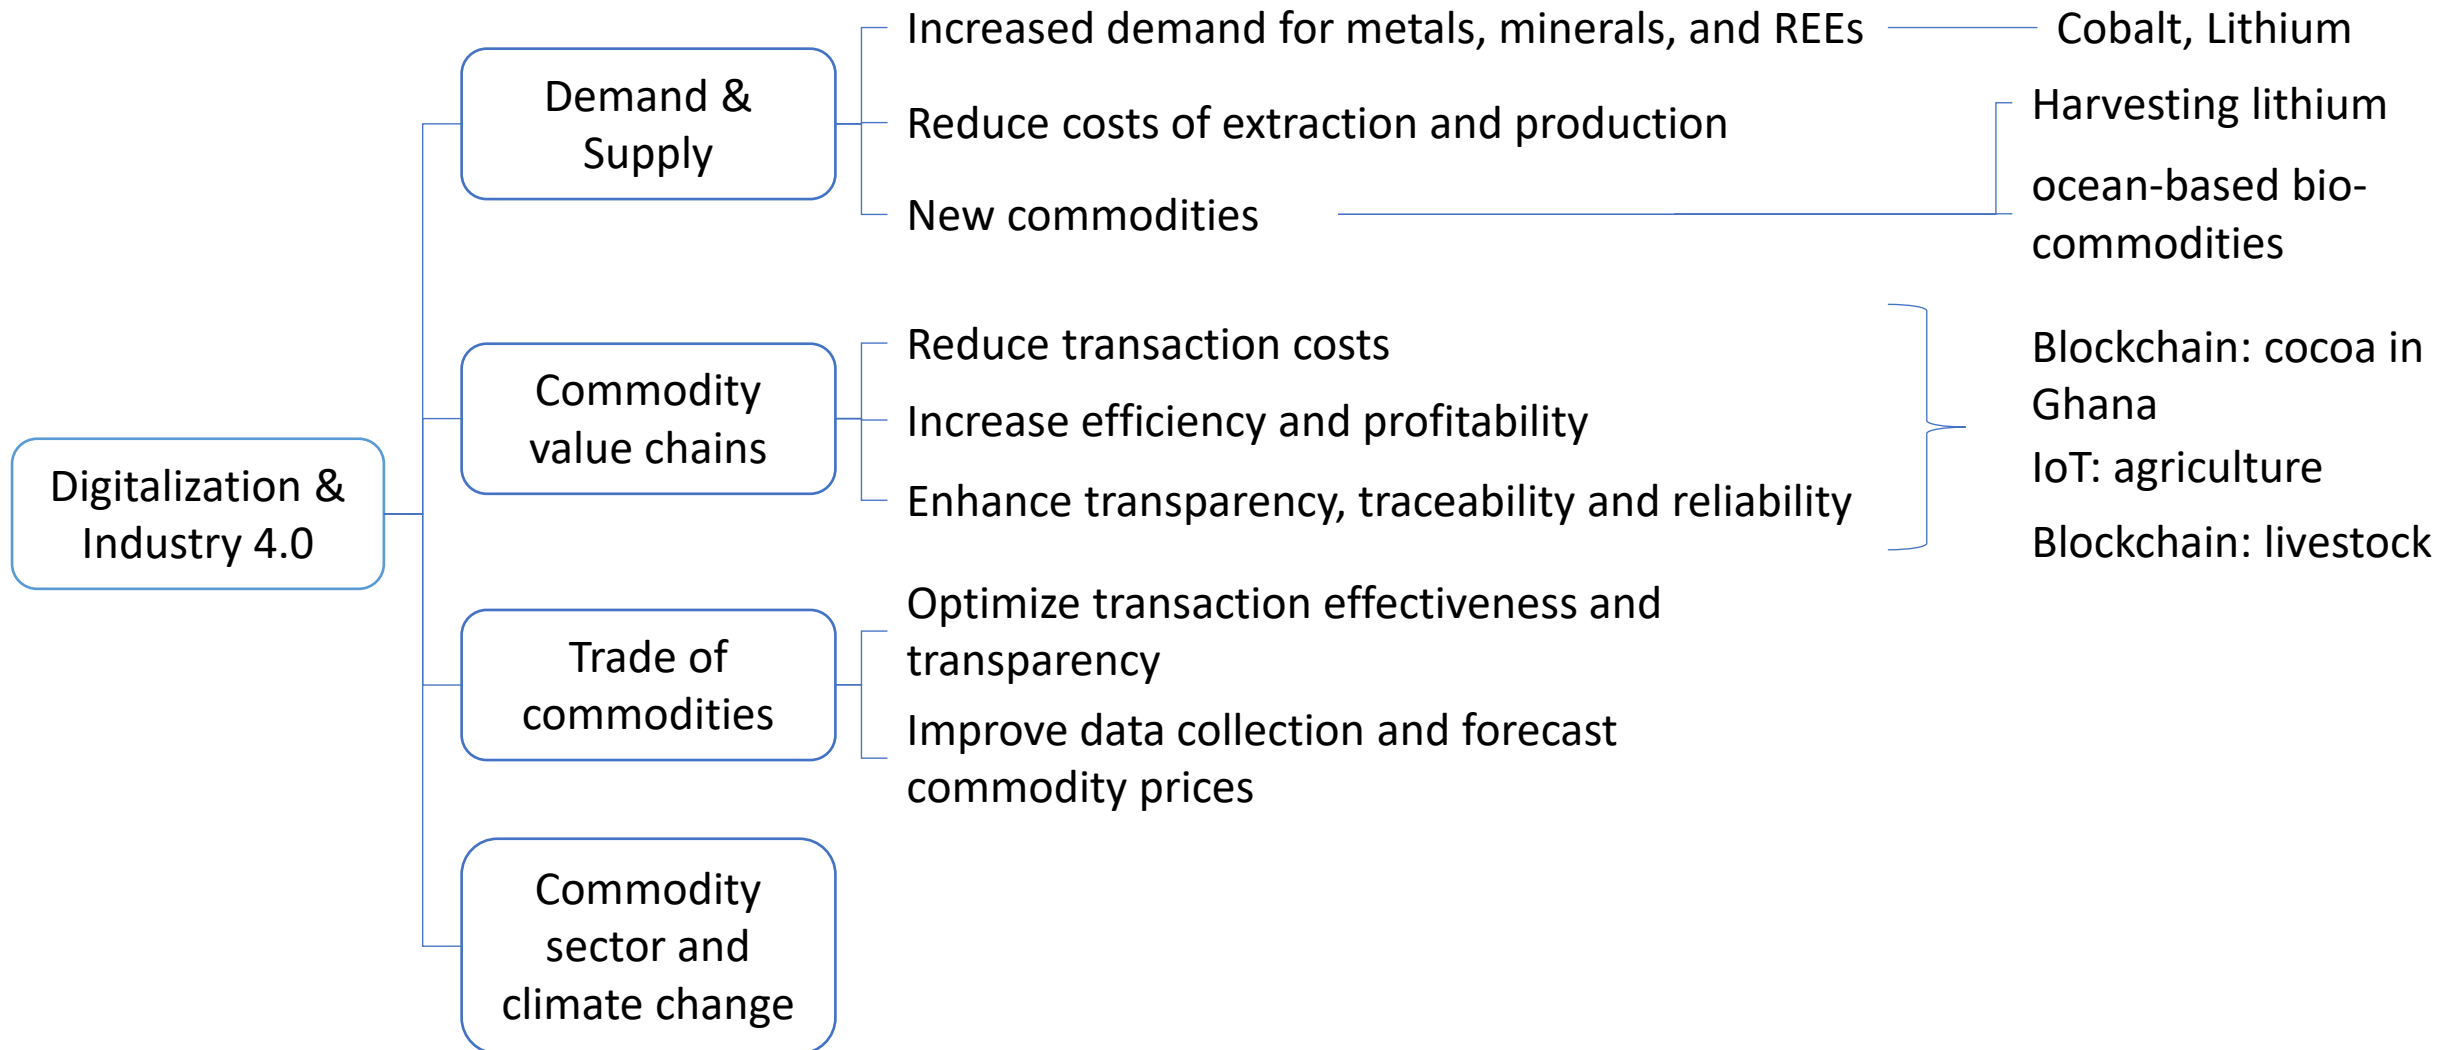 Digitalization &
Industry 4.0
Demand &
Supply
Increased demand for metals, minerals, and REEs
Cobalt, Lithium
Reduce costs of extraction and production
New commodities
Harvesting lithium
ocean-based bio-
commodities
Commodity
value chains
Reduce transaction costs
Increase efficiency and profitability
Enhance transparency, traceability and reliability
Blockchain: cocoa in
Ghana
IoT: agriculture
Blockchain: livestock
Trade of
commodities
Optimize transaction effectiveness and
transparency
Improve data collection and forecast
commodity prices
Commodity
sector and
climate change